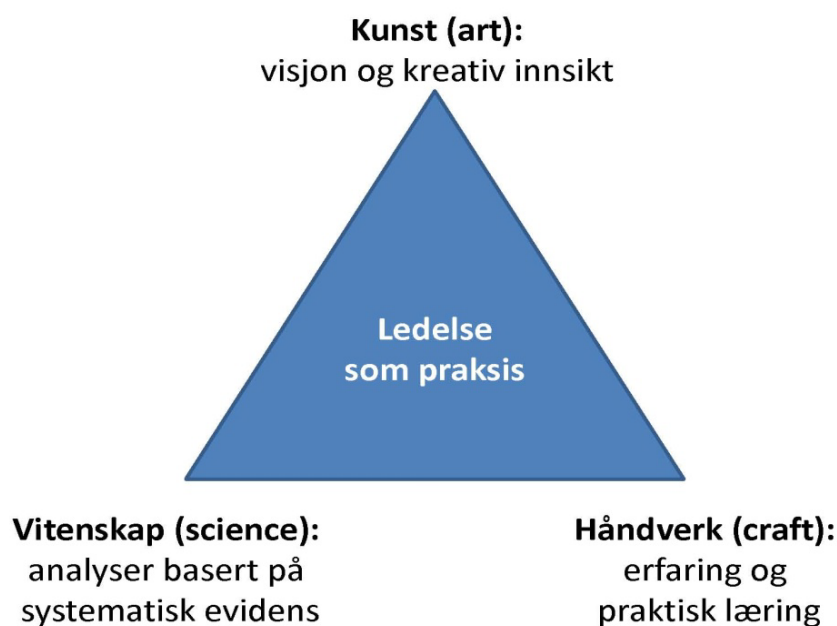 Kunst (art):
visjon og kreativ innsikt
Ledelse
som praksis
Vitenskap (science):
analyser basert på
systematisk evidens
Håndverk (craft):
erfaring og
praktisk læring